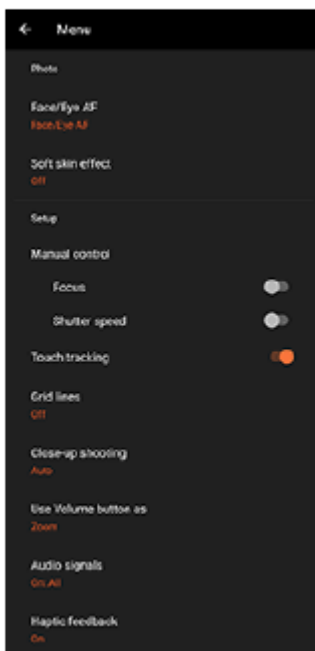 Menu
Photo
Face/Eye AF
Face/Eye AF
Soft skin effect
Off
Setup
Manual control
Focus
Shutter speed
Touch tracking
Grid lines
Off
Close-up shooting
Auto
Use Volume button as
Zoom
Audio signals
On: All
Haptic feedback
On